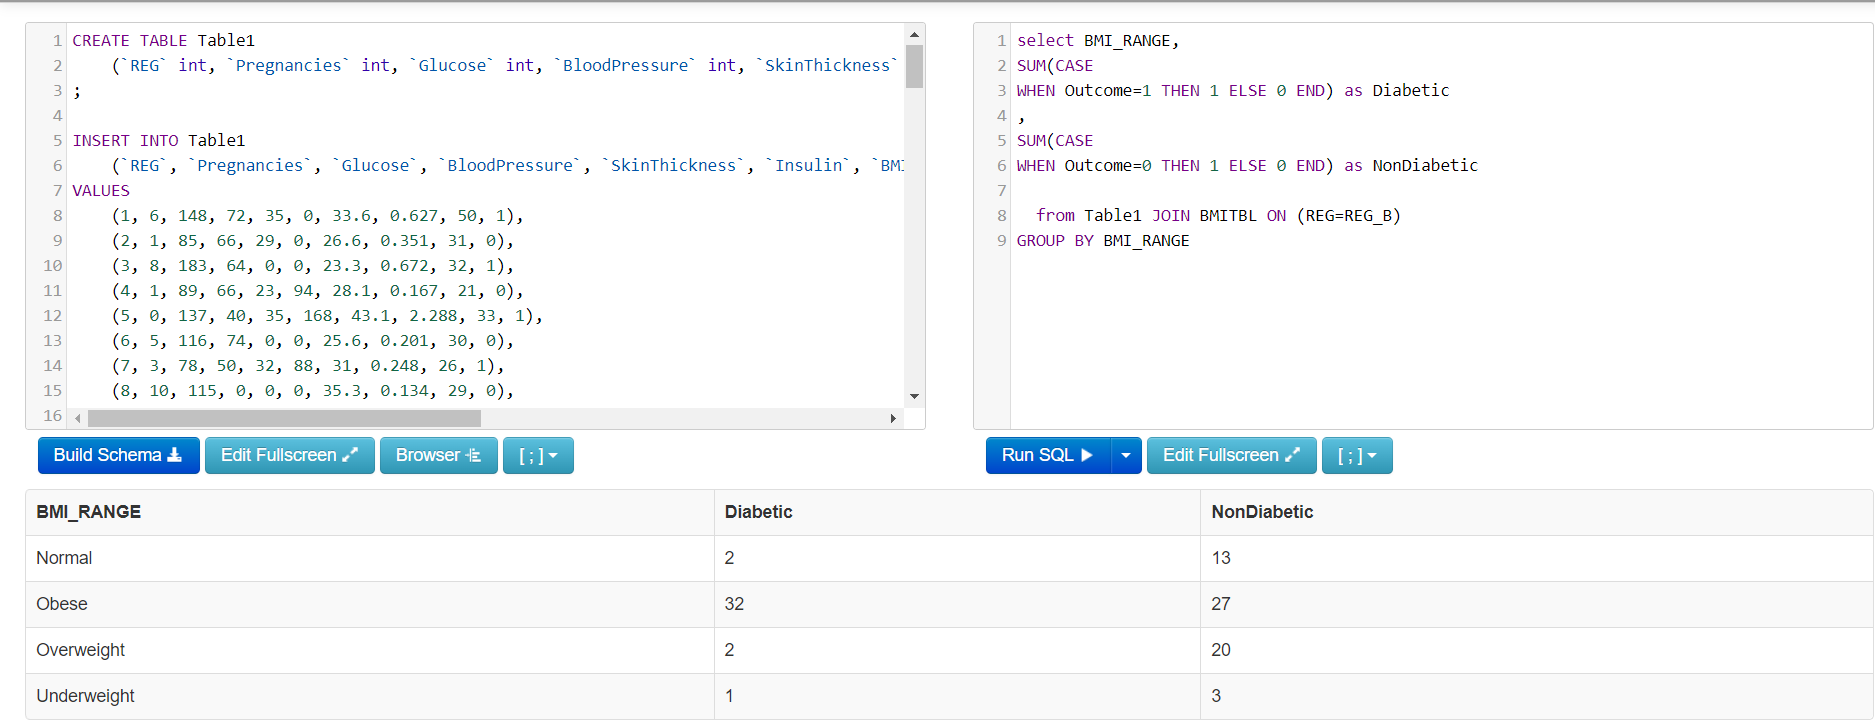 1 CREATE TABLE Table1
2 (`REG` int, `Pregnancies` int, `Glucose` int, `BloodPressure` int, `SkinThickness`
3 ;
4
5 INSERT INTO Table1
6 (`REG`, `Pregnancies`, `Glucose`, `BloodPressure`, `SkinThickness`, `Insulin`, `BMI
7 VALUES
8 (1, 6, 148, 72, 35, 0, 33.6, 0.627, 50, 1),
9 (2, 1, 85, 66, 29, 0, 26.6, 0.351, 31, 0),
10 (3, 8, 183, 64, 0, 0, 23.3, 0.672, 32, 1),
11 (4, 1, 89, 66, 23, 94, 28.1, 0.167, 21, 0),
12 (5, 0, 137, 40, 35, 168, 43.1, 2.288, 33, 1),
13 (6, 5, 116, 74, 0, 0, 25.6, 0.201, 30, 0),
14 (7, 3, 78, 50, 32, 88, 31, 0.248, 26, 1),
15 (8, 10, 115, 0, 0, 0, 35.3, 0.134, 29, 0),
16
Build Schema Edit Fullscreen Browser [ ; ]
1 select BMI_RANGE,
2 SUM(CASE
3 WHEN Outcome=1 THEN 1 ELSE 0 END) as Diabetic
4 ,
5 SUM(CASE
6 WHEN Outcome=0 THEN 1 ELSE 0 END) as NonDiabetic
7
8 from Table1 JOIN BMITBL ON (REG=REG_B)
9 GROUP BY BMI_RANGE
Run SQL Edit Fullscreen [ ; ]
BMI_RANGE Diabetic NonDiabetic
Normal 2 13
Obese 32 27
Overweight 2 20
Underweight 1 3